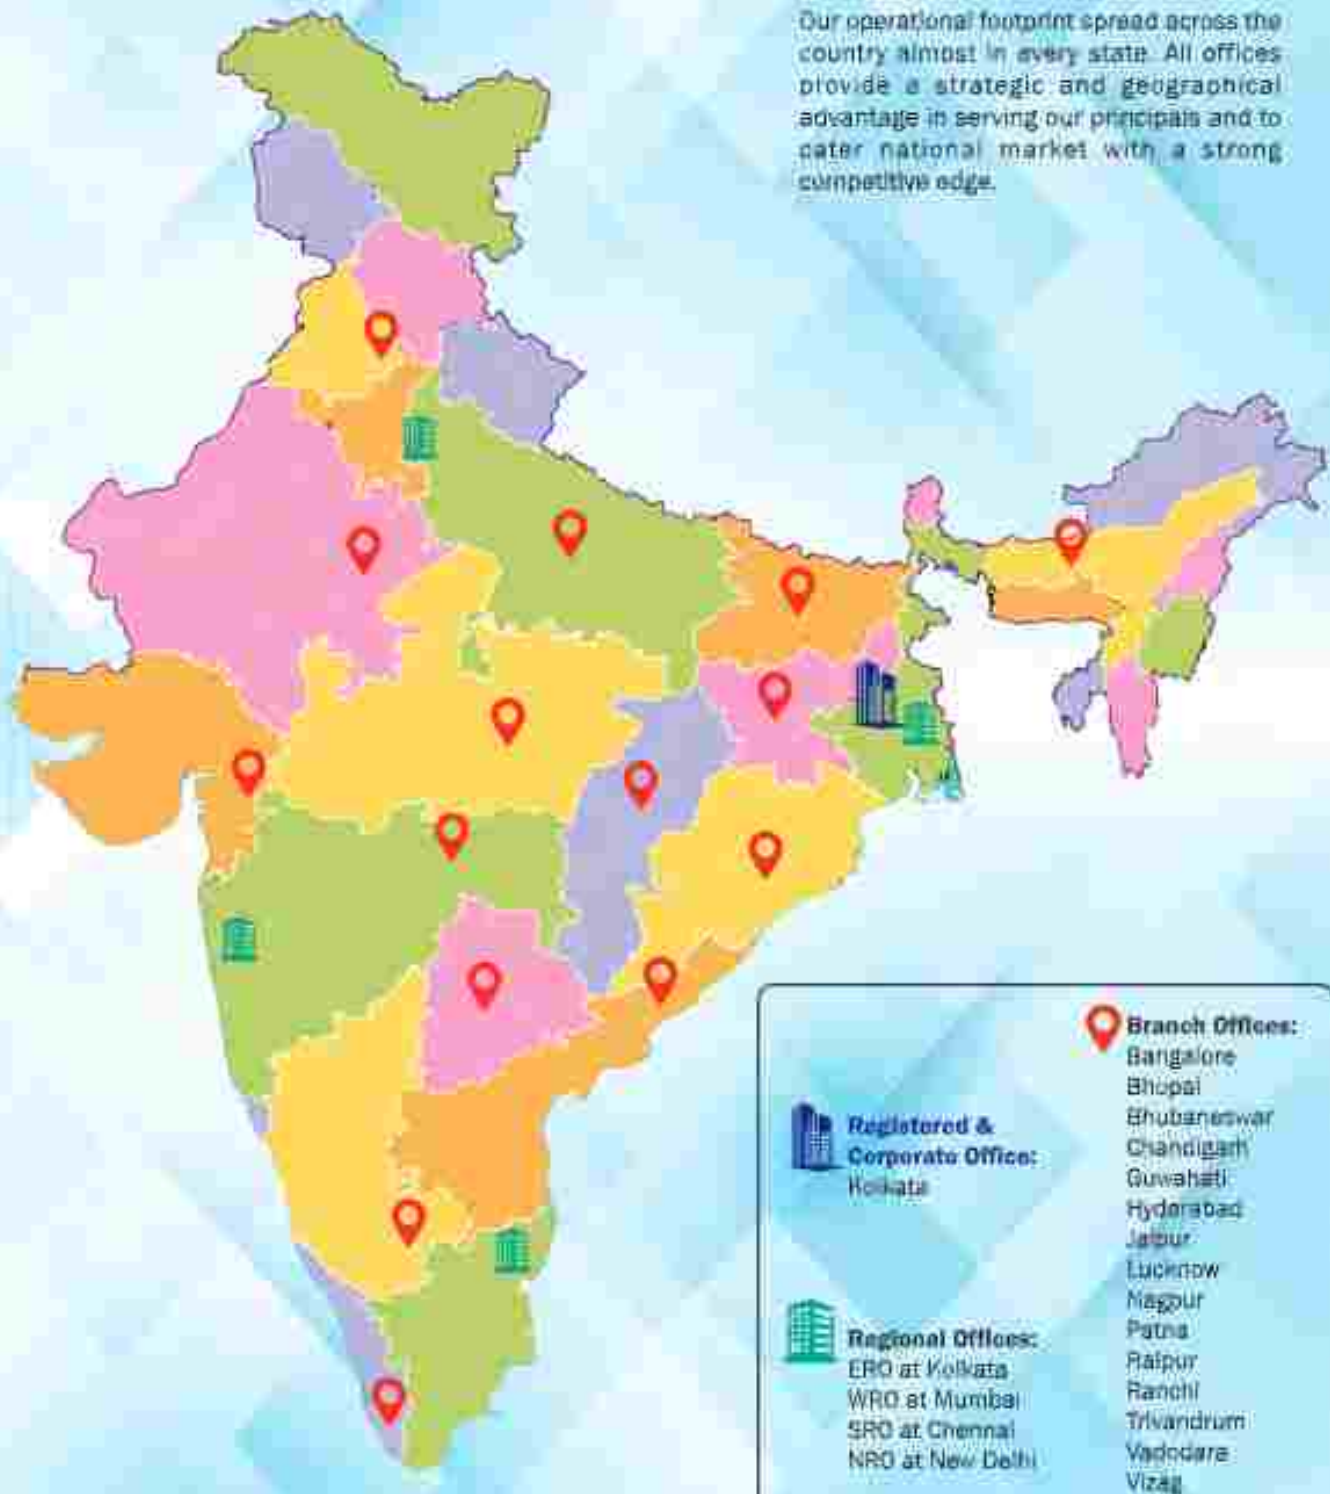 Our operational footprint spread across the
country almost in every state. All offices
provide a strategic and geographical
advantage in serving our principals and to
cater national market with a strong
competitive edge.
Registered &
Corporate Office:
Kolkata
Regional Offices:
ERO at Kolkata
WRO at Mumbai
SRO at Chennai
NRO at New Delhi
Branch Offices:
Bangalore
Bhopal
Bhubaneswar
Chandigarh
Guwahati
Hyderabad
Jaipur
Lucknow
Nagpur
Patna
Raipur
Ranchi
Trivandrum
Vadodara
Vizag